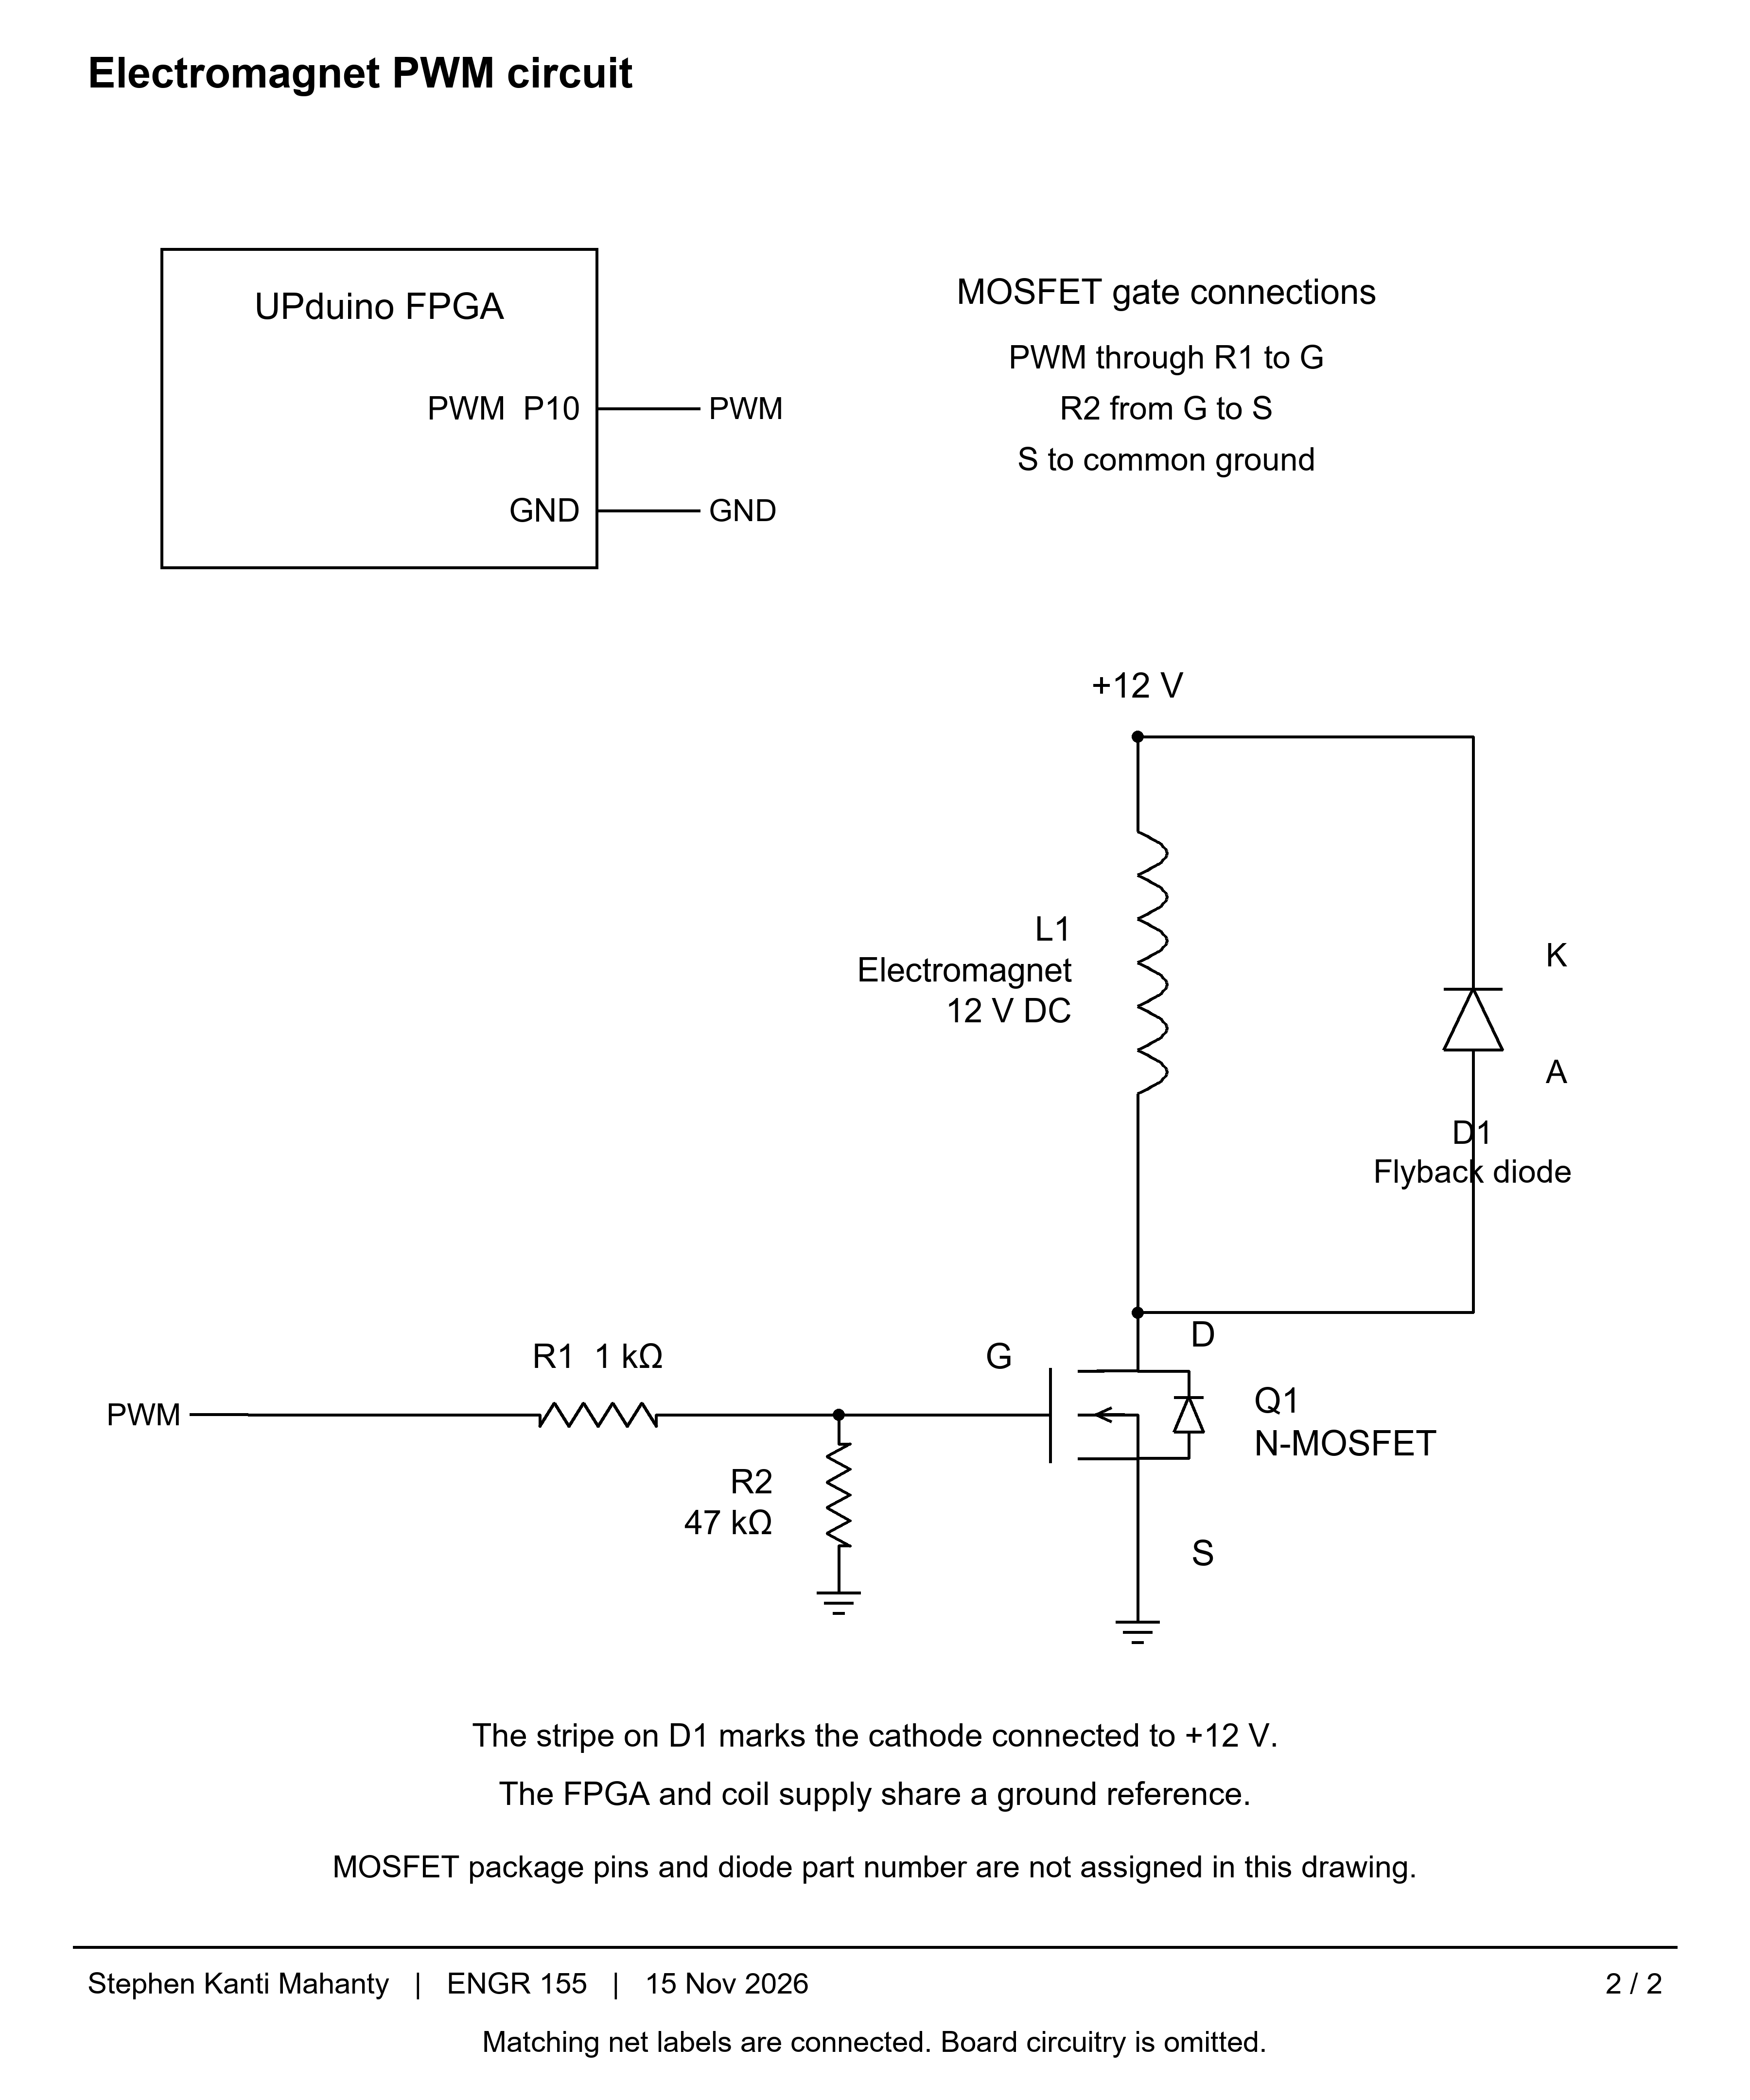 Electromagnet PWM circuit
UPduino FPGA
PWM P10
PWM
GND
GND
MOSFET gate connections
PWM through R1 to G
R2 from G to S
S to common ground
+12 V
L1
Electromagnet
12 V DC
K
A
D1
Flyback diode
D
R1 1 kΩ
G
PWM
Q1
N-MOSFET
R2
47 kΩ
S
The stripe on D1 marks the cathode connected to +12 V.
The FPGA and coil supply share a ground reference.
MOSFET package pins and diode part number are not assigned in this drawing.
Stephen Kanti Mahanty | ENGR 155 | 15 Nov 2026
2 / 2
Matching net labels are connected. Board circuitry is omitted.